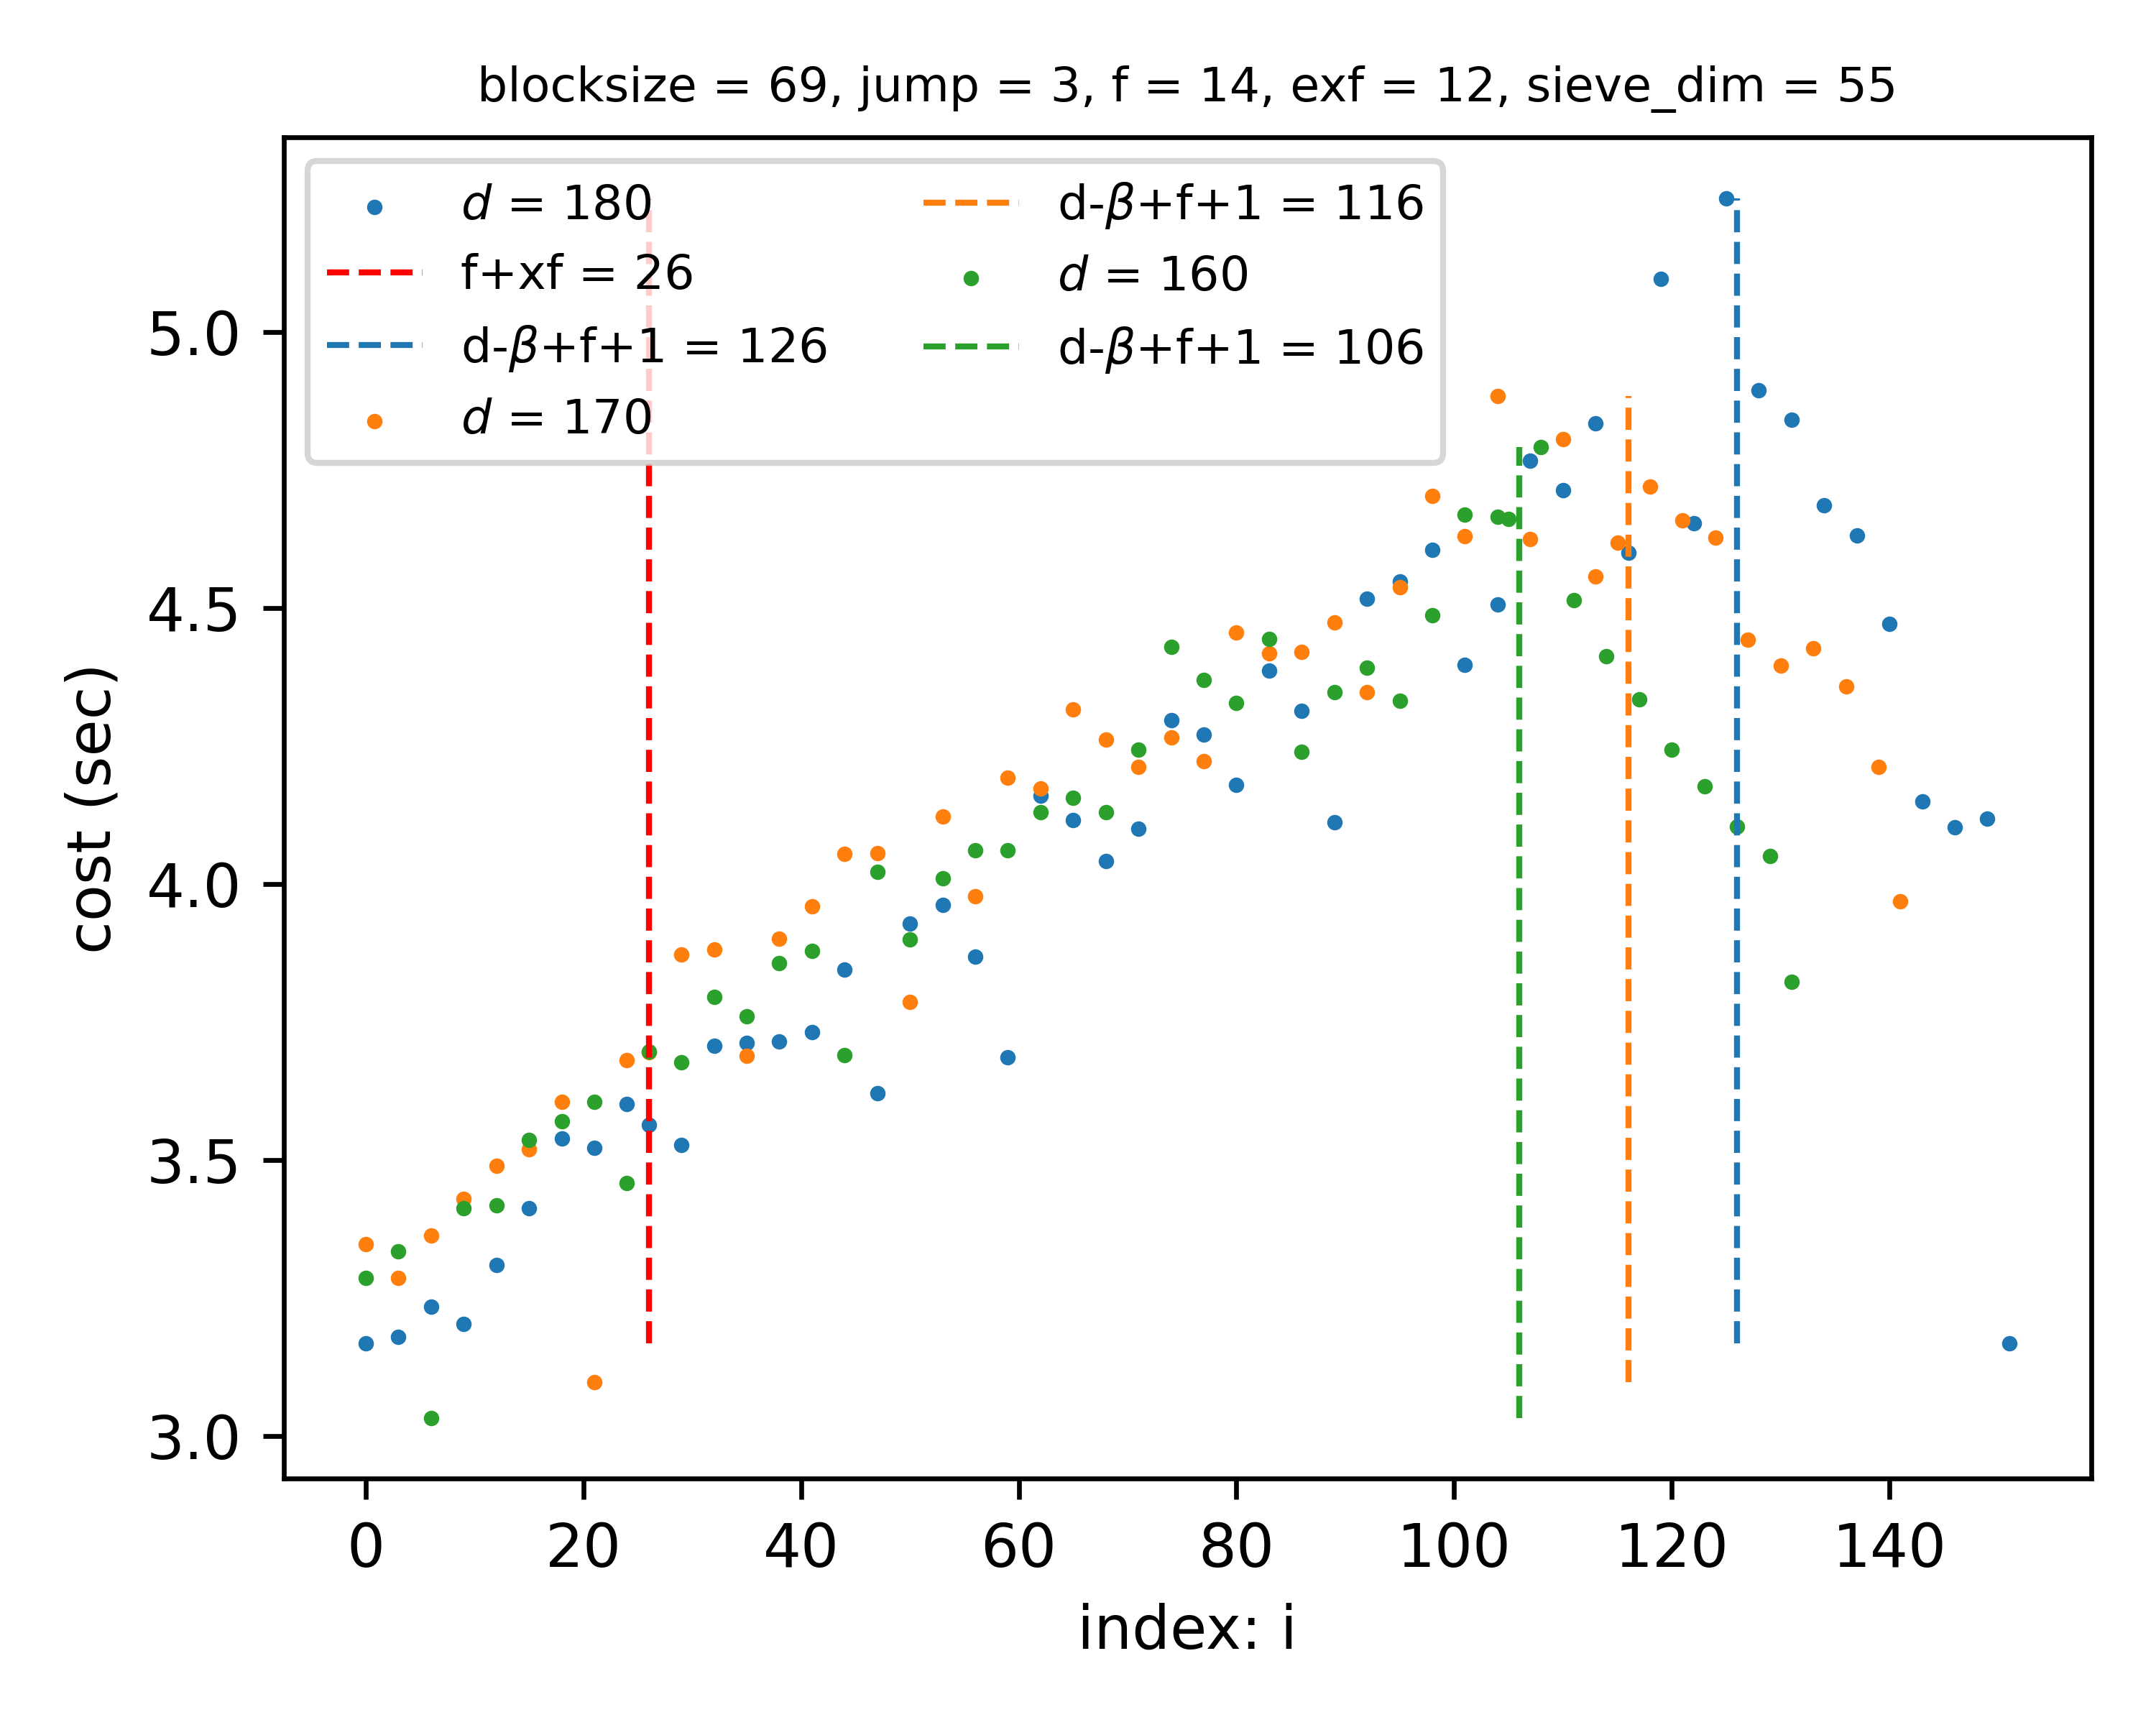 blocksize = 69, jump = 3, f = 14, exf = 12, sieve_dim = 55
d = 180
f+xf = 26
d-β+f+1 = 126
d = 170
d-β+f+1 = 116
d = 160
d-β+f+1 = 106
cost (sec)
5.0
4.5
4.0
3.5
3.0
0 20 40 60 80 100 120 140
index: i